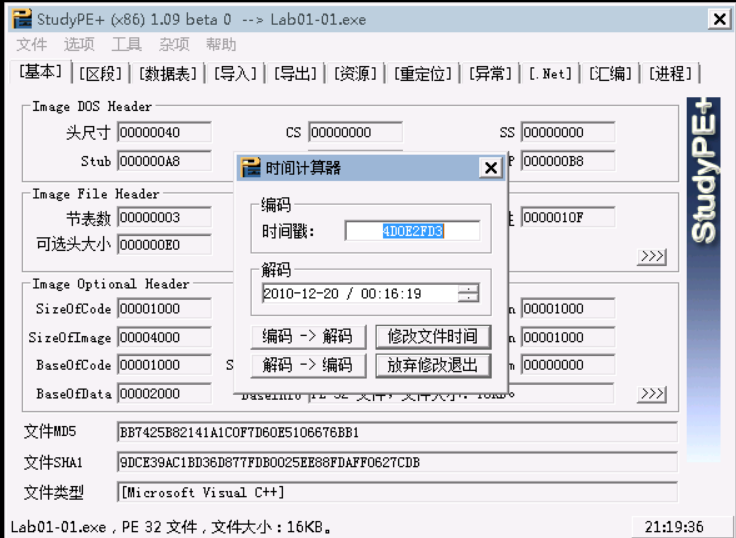 StudyPE+ (x86) 1.09 beta 0 --> Lab01-01.exe
文件 选项 工具 杂项 帮助
[基本] [区段] [数据表] [导入] [导出] [资源] [重定位] [异常] [.Net] [汇编] [进程]
Image DOS Header
头尺寸 00000040 CS 00000000 SS 00000000
Stub 000000A8 P 000000B8
时间计算器
Image File Header
编码
节表数 00000003 性 0000010F
时间戳: 4D0E2FD3
可选头大小 000000E0
>>>
解码
Image Optional Header
2010-12-20 / 00:16:19
SizeOfCode 00001000 n 00001000
编码 -> 解码 修改文件时间
SizeOfImage 00004000 n 00001000
解码 -> 编码 放弃修改退出
BaseOfCode 00001000 S m 00000000
BaseOfData 00002000 BaseInfo PE 32 文件, 文件大小: 16KB。
>>>
文件MD5 BB7425B82141A1C0F7D60E5106676BB1
文件SHA1 9DCE39AC1BD36D877FDB0025EE88FDAFF0627CDB
文件类型 [Microsoft Visual C++]
StudyPE+
Lab01-01.exe , PE 32 文件 , 文件大小 : 16KB。 21:19:36